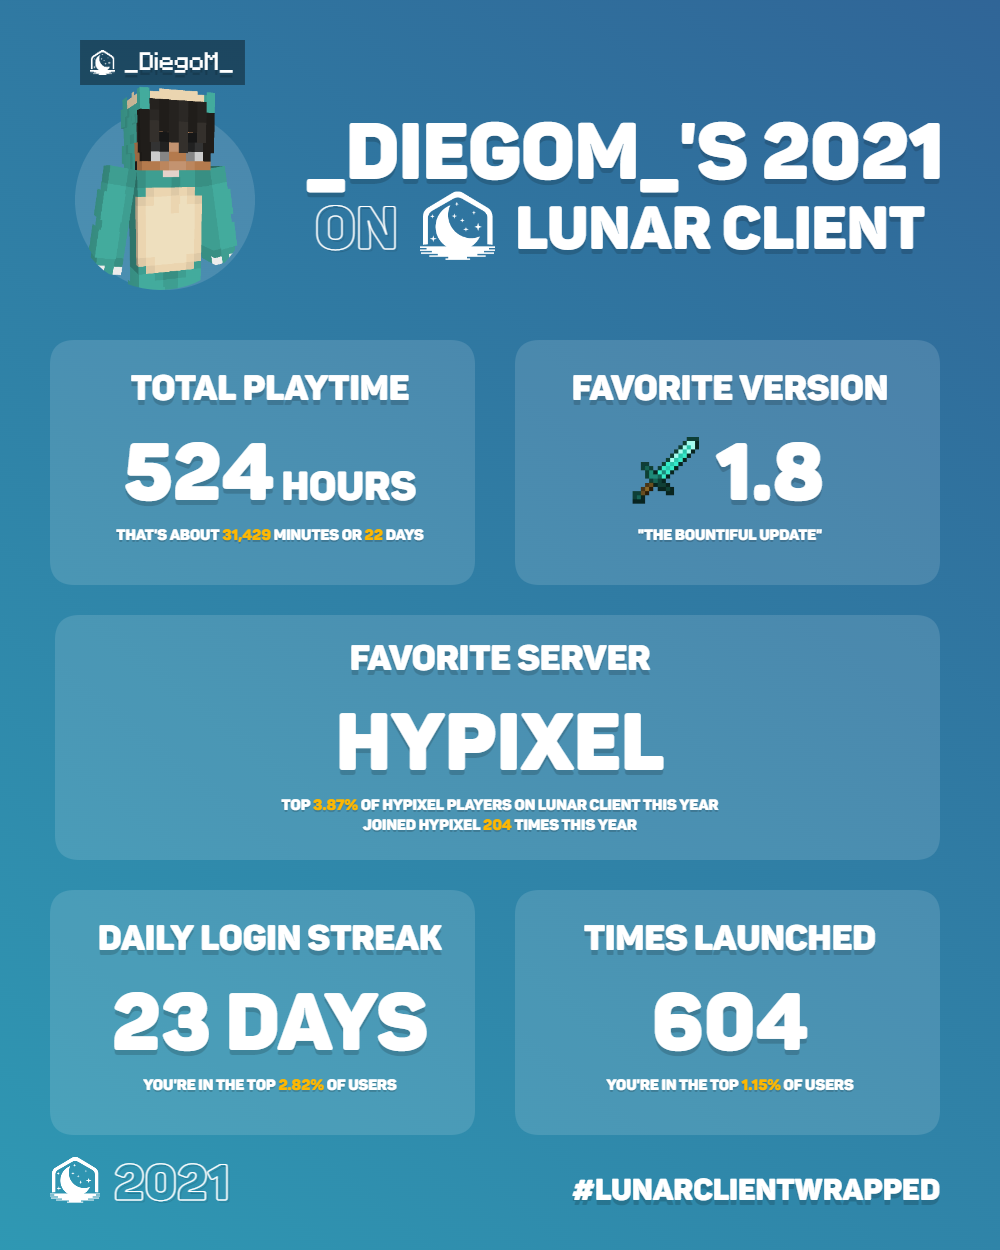 _DiegoM_
_DIEGOM_'S 2021
ON LUNAR CLIENT
TOTAL PLAYTIME
524 HOURS
THAT'S ABOUT 31,429 MINUTES OR 22 DAYS
FAVORITE VERSION
1.8
"THE BOUNTIFUL UPDATE"
FAVORITE SERVER
HYPIXEL
TOP 3.87% OF HYPIXEL PLAYERS ON LUNAR CLIENT THIS YEAR
JOINED HYPIXEL 204 TIMES THIS YEAR
DAILY LOGIN STREAK
23 DAYS
YOU'RE IN THE TOP 2.82% OF USERS
TIMES LAUNCHED
604
YOU'RE IN THE TOP 1.15% OF USERS
2021
#LUNARCLIENTWRAPPED